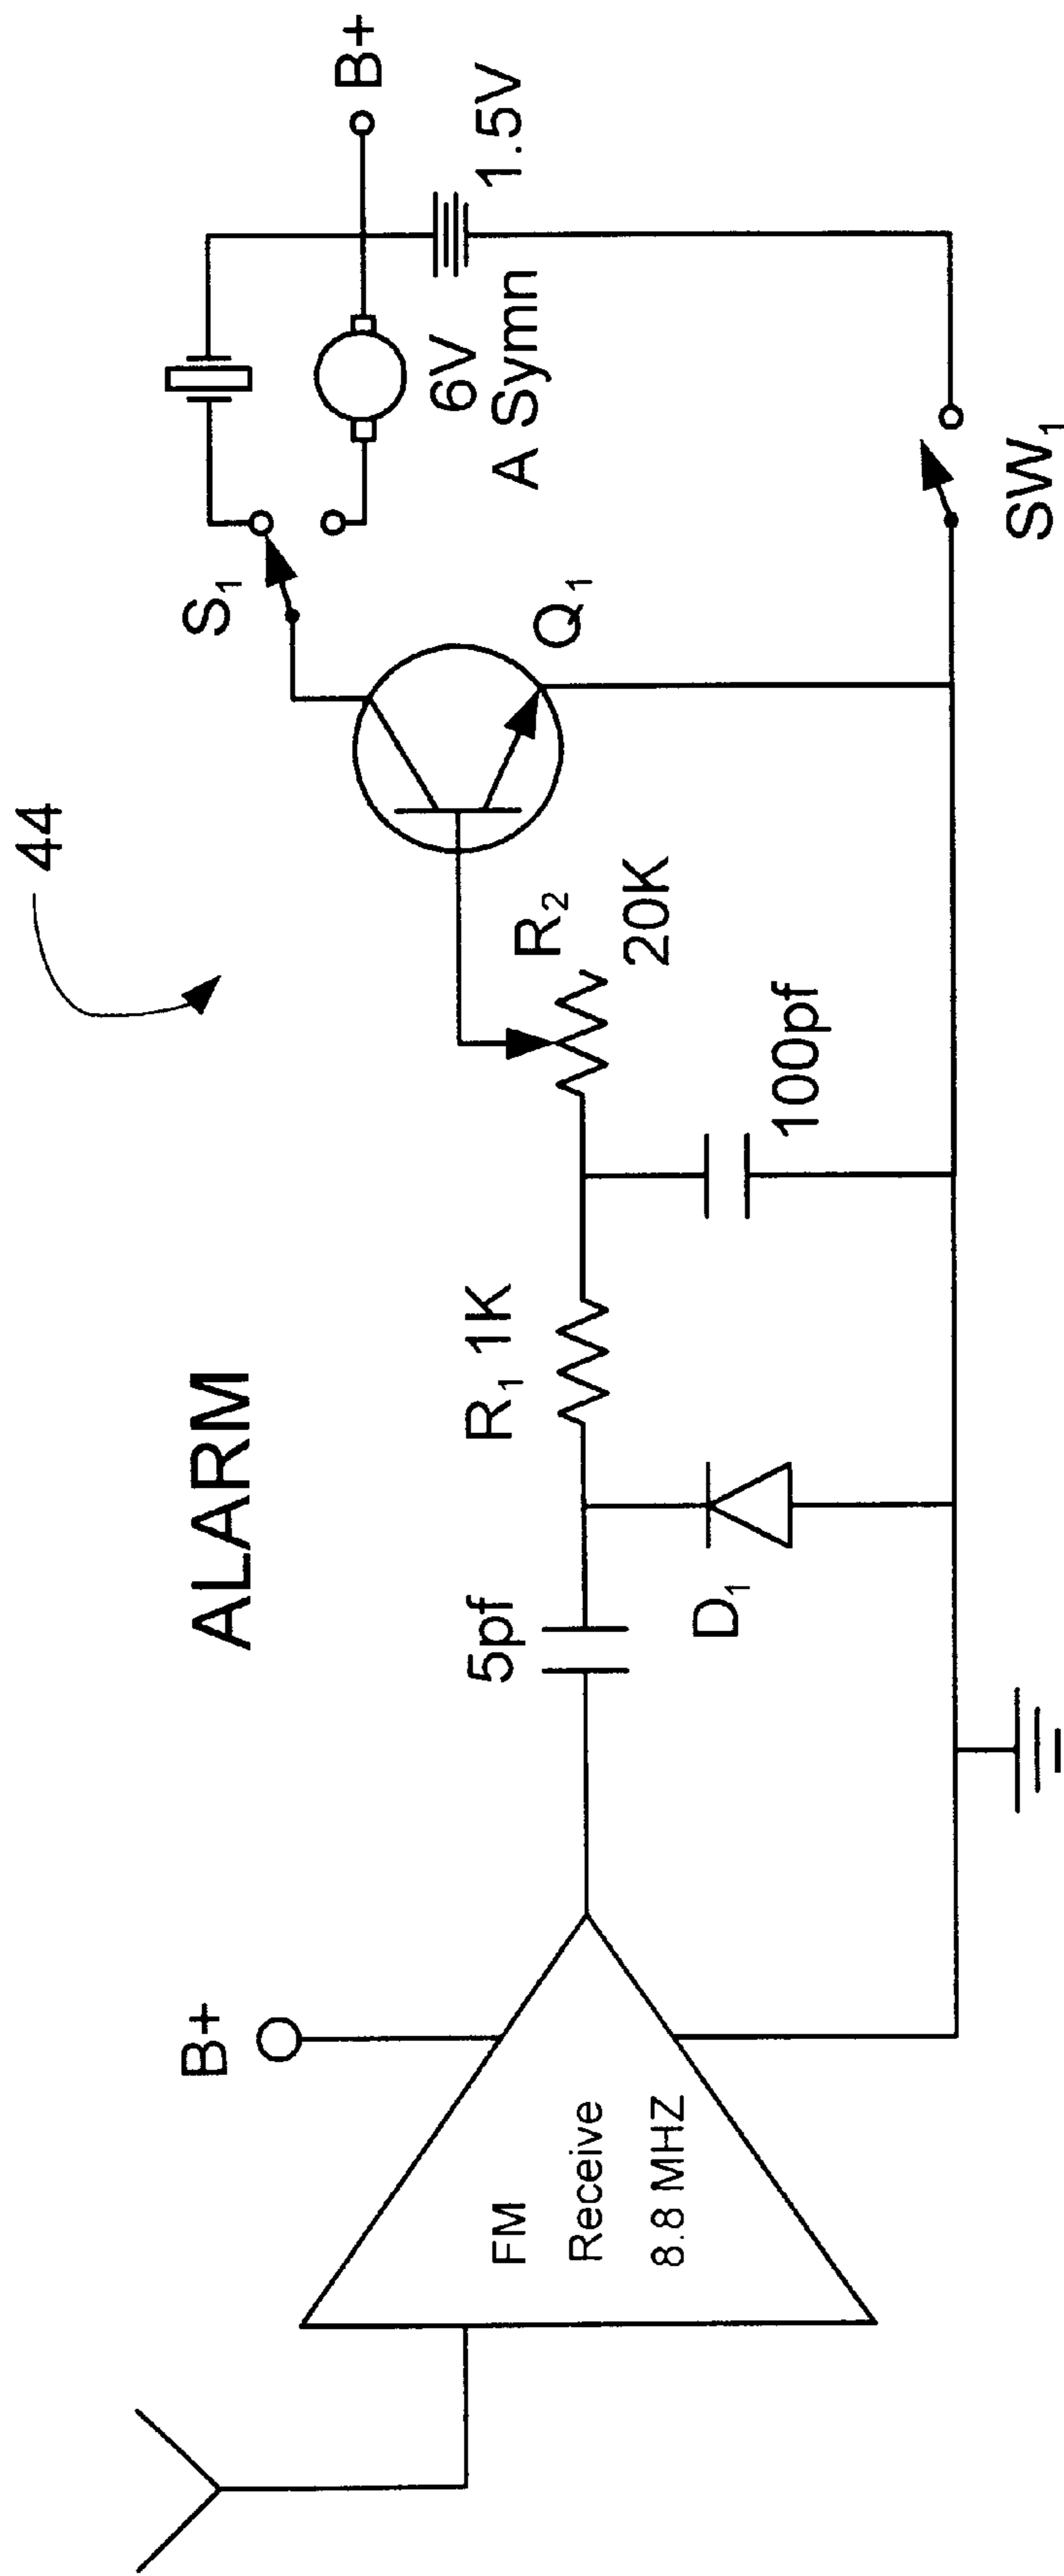 44
ALARM
B+
FM
Receive
8.8 MHZ
5pf
D1
R1 1K
100pf
R2
20K
Q1
S1
6V
A Symn
B+
1.5V
SW1